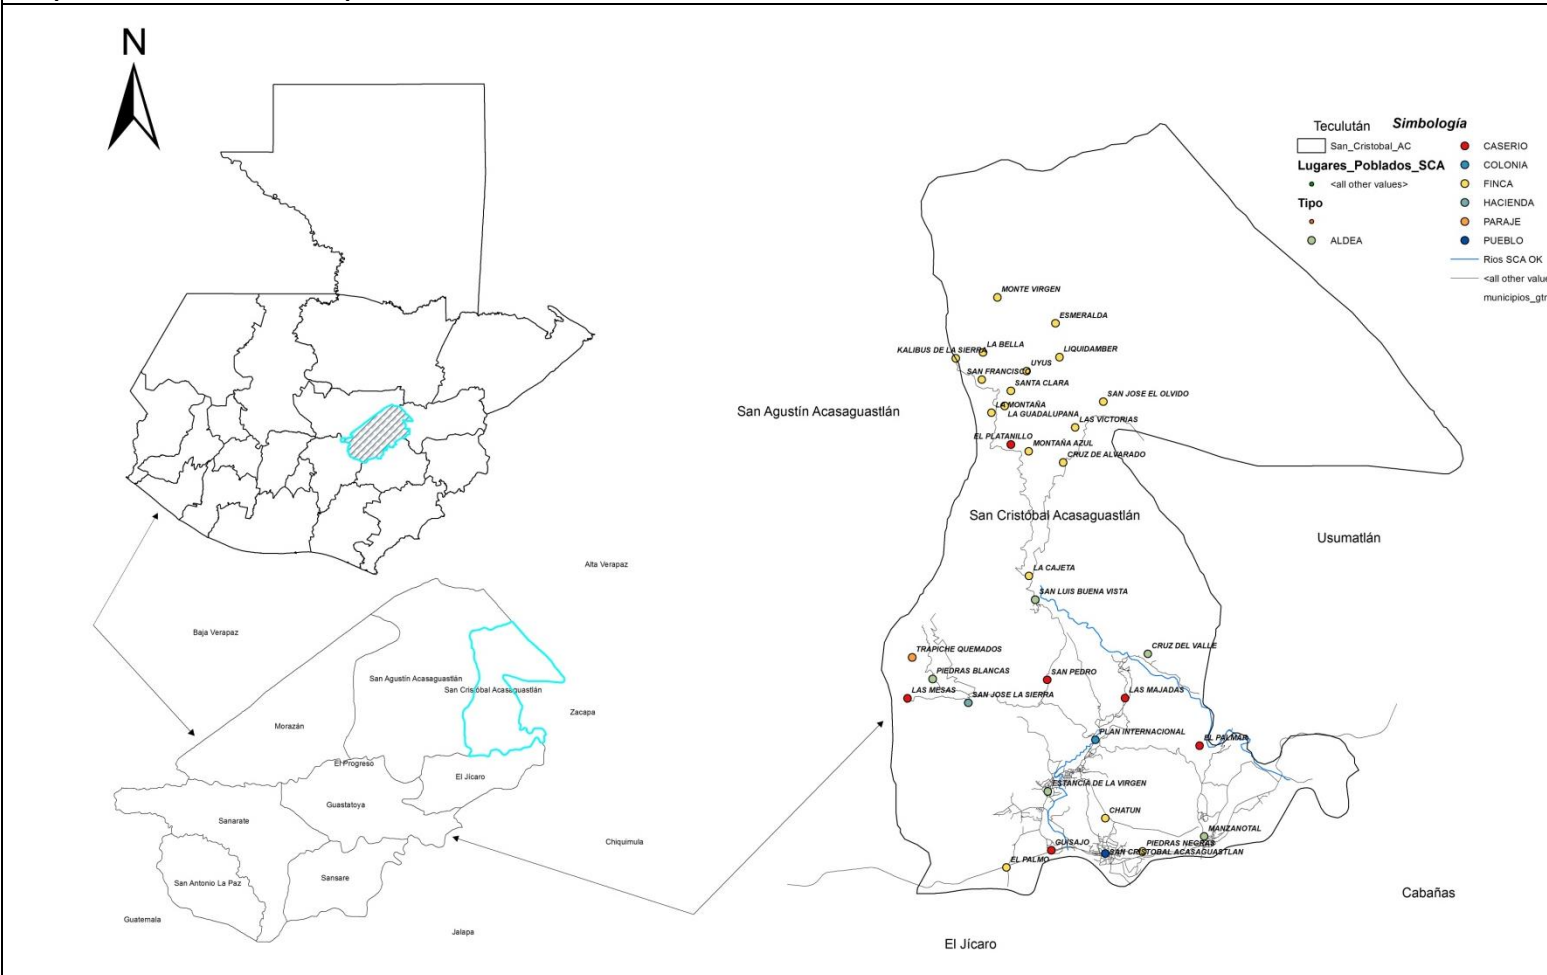 N
Teculután
Simbología
San_Cristobal_AC
Lugares_Poblados_SCA
<all other values>
Tipo
ALDEA
CASERIO
COLONIA
FINCA
HACIENDA
PARAJE
PUEBLO
Rios SCA OK
<all other value
municipios_gtm
MONTE VIRGEN
ESMERALDA
LA BELLA
KALIBUS DE LA SIERRA
LIQUIDAMBER
UYUS
SAN FRANCISCO
SANTA CLARA
SAN JOSE EL OLVIDO
LA MONTAÑA
LA GUADALUPANA
LAS VICTORIAS
EL PLATANILLO
MONTAÑA AZUL
CRUZ DE ALVARADO
San Agustín Acasaguastlán
San Cristóbal Acasaguastlán
Usumatlán
LA CAJETA
SAN LUIS BUENA VISTA
CRUZ DEL VALLE
TRAPICHE QUEMADOS
PIEDRAS BLANCAS
SAN PEDRO
LAS MESAS
SAN JOSE LA SIERRA
LAS MAJADAS
PLAN INTERNACIONAL
EL PALMAR
ESTANCIA DE LA VIRGEN
CHATUN
MANZANOTAL
GUISAJO
PIEDRAS NEGRAS
SAN CRISTOBAL ACASAGUASTLAN
EL PALMO
Cabañas
El Jícaro
Alta Verapaz
Baja Verapaz
San Agustín Acasaguastlán
San Cristóbal Acasaguastlán
Zacapa
Morazán
El Progreso
El Jícaro
Guastatoya
Sanarate
Chiquimula
San Antonio La Paz
Sansare
Guatemala
Jalapa